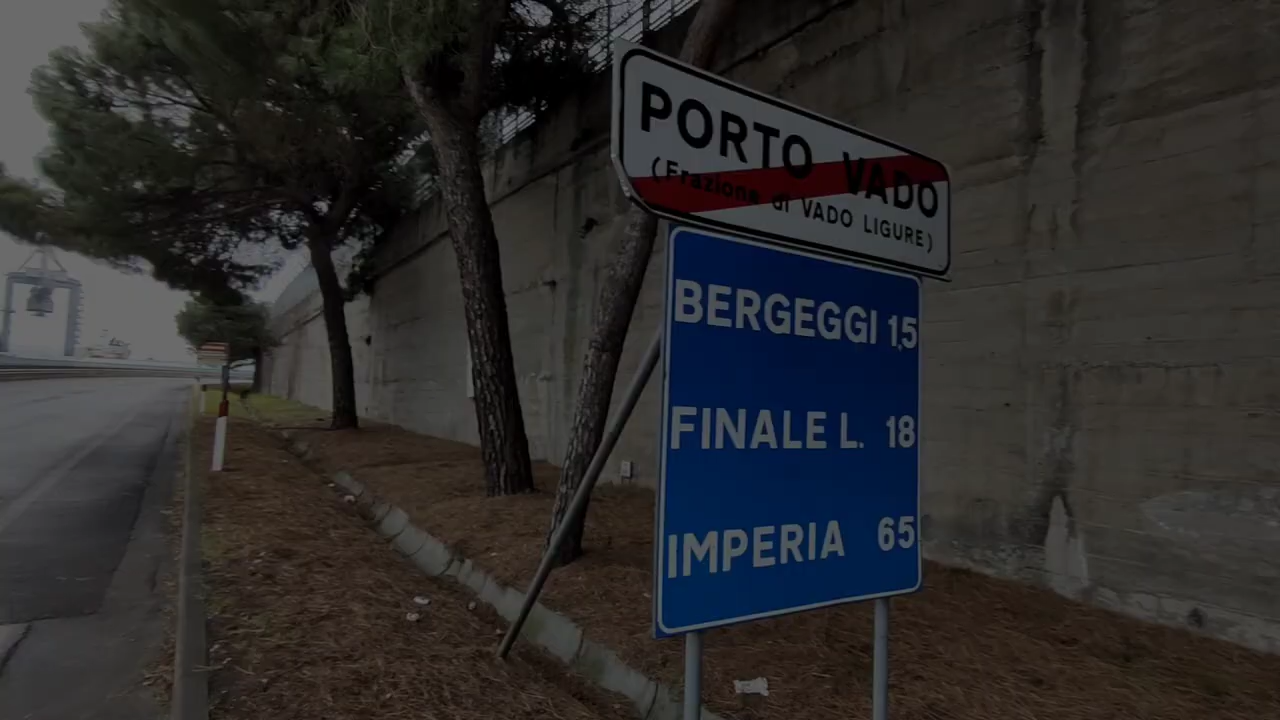 PORTO VADO
(Frazione di VADO LIGURE)
BERGEGGI 1,5
FINALE L. 18
IMPERIA 65